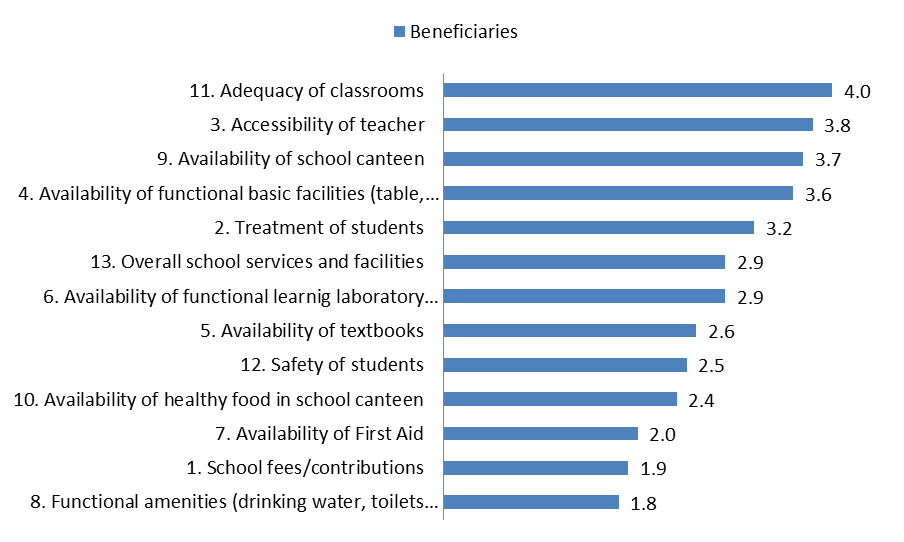 Beneficiaries
11. Adequacy of classrooms 4.0
3. Accessibility of teacher 3.8
9. Availability of school canteen 3.7
4. Availability of functional basic facilities (table,... 3.6
2. Treatment of students 3.2
13. Overall school services and facilities 2.9
6. Availability of functional learnig laboratory... 2.9
5. Availability of textbooks 2.6
12. Safety of students 2.5
10. Availability of healthy food in school canteen 2.4
7. Availability of First Aid 2.0
1. School fees/contributions 1.9
8. Functional amenities (drinking water, toilets... 1.8